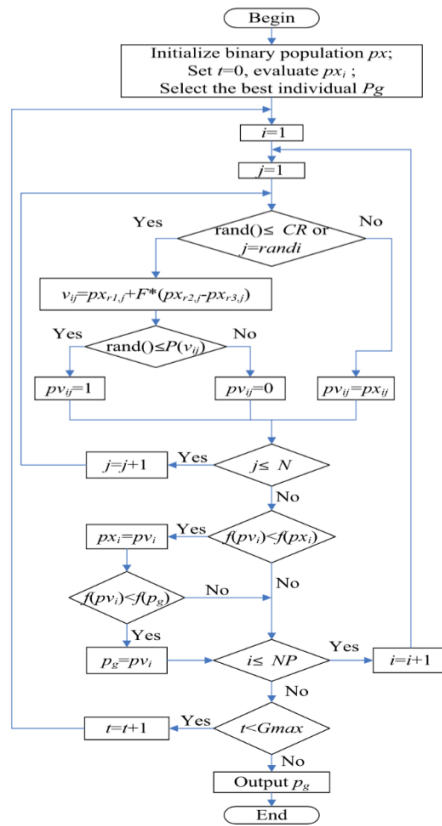 Begin
Initialize binary population px;
Set t=0, evaluate pxᵢ ;
Select the best individual Pg
i=1
j=1
Yes
No
rand()≤ CR or
j=randi
vᵢⱼ=pxᵣ₁,ⱼ+F*(pxᵣ₂,ⱼ-pxᵣ₃,ⱼ)
Yes
No
rand()≤P(vᵢⱼ)
pvᵢⱼ=1
pvᵢⱼ=0
pvᵢⱼ=pxᵢⱼ
j=j+1
Yes
j≤ N
No
pxᵢ=pvᵢ
Yes
f(pvᵢ)<f(pxᵢ)
No
f(pvᵢ)<f(p_g)
No
Yes
p_g=pvᵢ
i≤ NP
Yes
i=i+1
No
t=t+1
Yes
t<Gmax
No
Output p_g
End